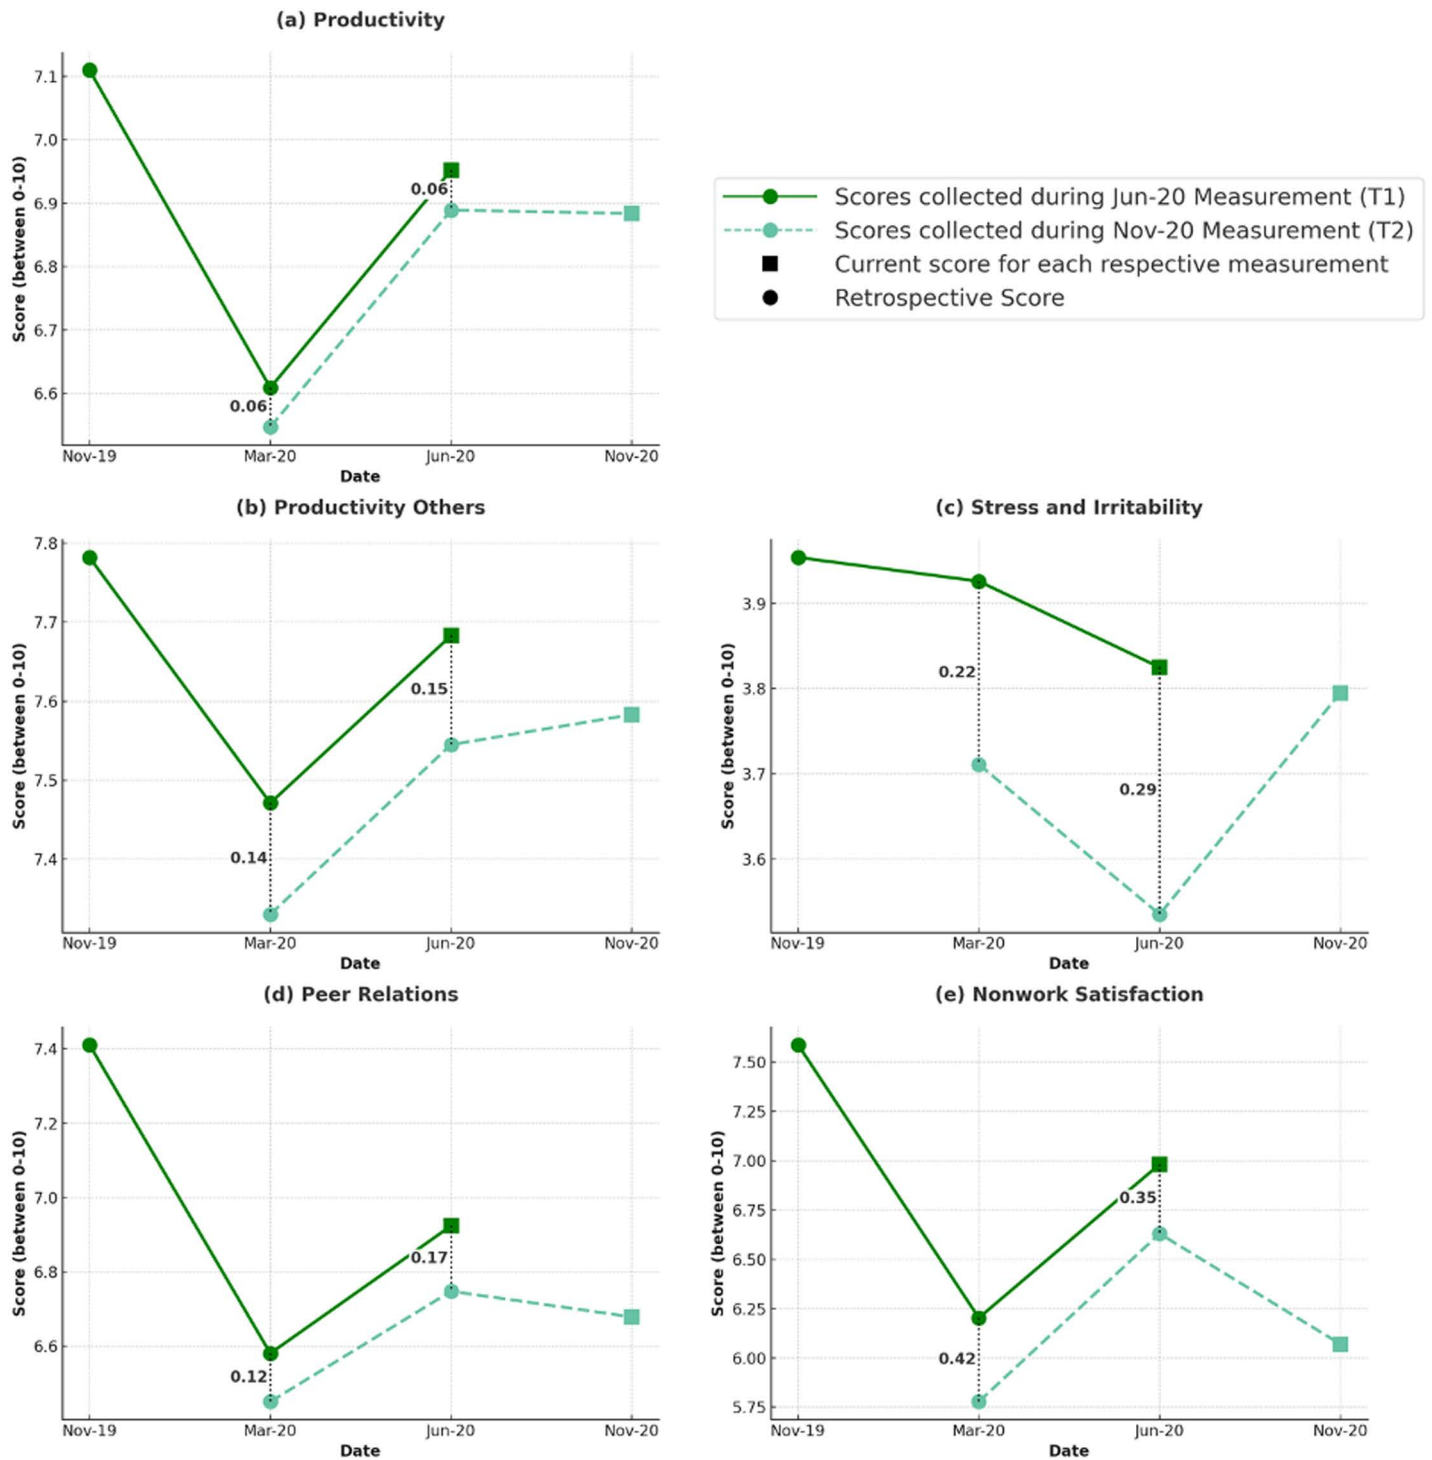 (a) Productivity
7.1
7.0
6.9
6.8
6.7
6.6
Score (between 0-10)
0.06
0.06
Nov-19 Mar-20 Jun-20 Nov-20
Date
Scores collected during Jun-20 Measurement (T1)
Scores collected during Nov-20 Measurement (T2)
Current score for each respective measurement
Retrospective Score
(b) Productivity Others
7.8
7.7
7.6
7.5
7.4
Score (between 0-10)
0.15
0.14
Nov-19 Mar-20 Jun-20 Nov-20
Date
(c) Stress and Irritability
3.9
3.8
3.7
3.6
Score (between 0-10)
0.22
0.29
Nov-19 Mar-20 Jun-20 Nov-20
Date
(d) Peer Relations
7.4
7.2
7.0
6.8
6.6
Score (between 0-10)
0.17
0.12
Nov-19 Mar-20 Jun-20 Nov-20
Date
(e) Nonwork Satisfaction
7.50
7.25
7.00
6.75
6.50
6.25
6.00
5.75
Score (between 0-10)
0.35
0.42
Nov-19 Mar-20 Jun-20 Nov-20
Date